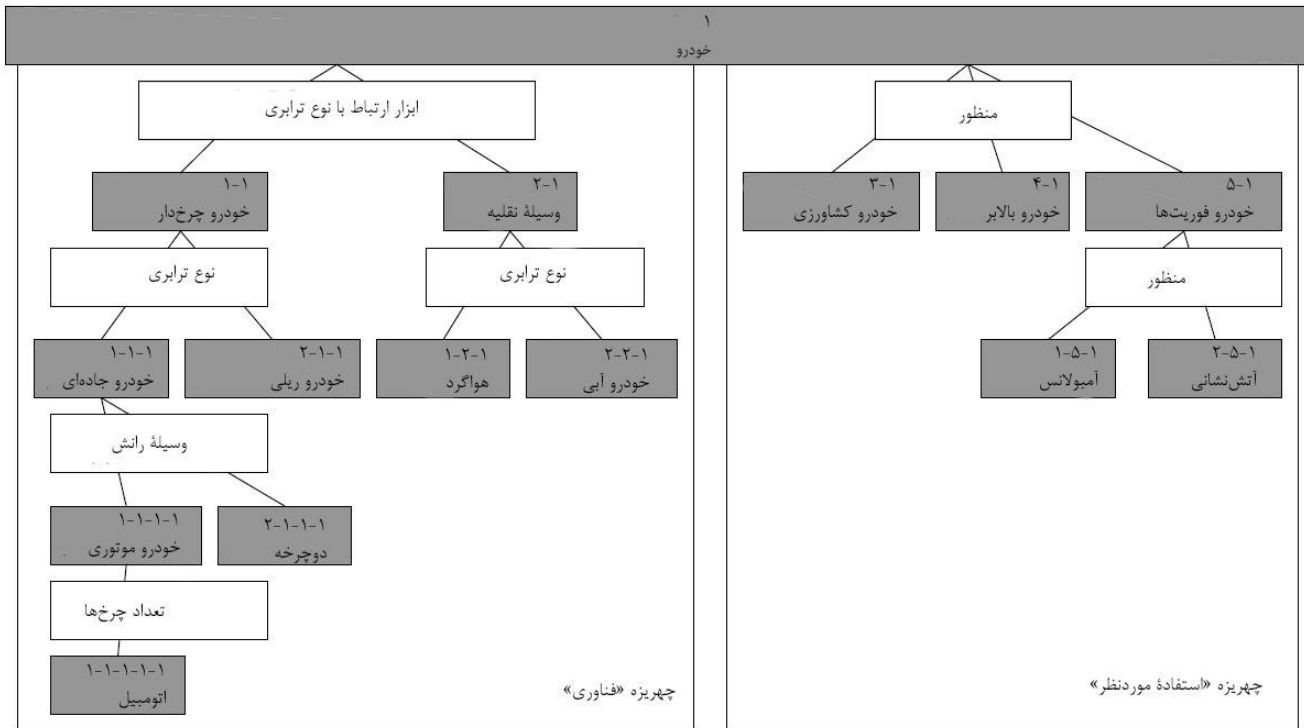 ۱
خودرو
منظور
۵-۱
خودرو فوریت‌ها
۴-۱
خودرو بالابر
۳-۱
خودرو کشاورزی
منظور
۲-۵-۱
آتش‌نشانی
۱-۵-۱
آمبولانس
چهریزه «استفادهٔ موردنظر»
ابزار ارتباط با نوع ترابری
۲-۱
وسیلهٔ نقلیه
۱-۱
خودرو چرخ‌دار
نوع ترابری
نوع ترابری
۲-۲-۱
خودرو آبی
۱-۲-۱
هواگرد
۲-۱-۱
خودرو ریلی
۱-۱-۱
خودرو جاده‌ای
وسیلهٔ رانش
۲-۱-۱-۱
دوچرخه
۱-۱-۱-۱
خودرو موتوری
تعداد چرخ‌ها
۱-۱-۱-۱-۱
اتومبیل
چهریزه «فناوری»